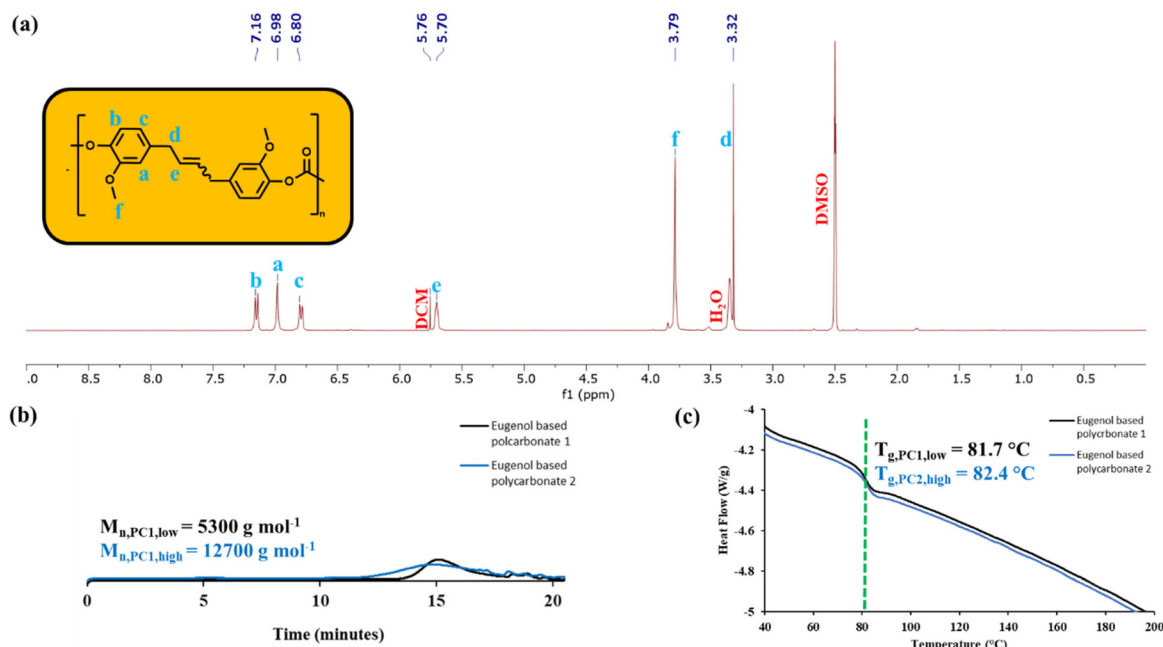 (a)
7.16
6.98
6.80
5.76
5.70
3.79
3.32
b c
d
O
O
O
O
O
a
e
f
n
b
a
c
DCM
e
f
H2O
d
DMSO
.0 8.5 8.0 7.5 7.0 6.5 6.0 5.5 5.0 4.5 4.0 3.5 3.0 2.5 2.0 1.5 1.0 0.5
f1 (ppm)
(b)
Eugenol based
polcarbonate 1
Eugenol based
polycarbonate 2
Mn,PC1,low = 5300 g mol-1
Mn,PC1,high = 12700 g mol-1
0 5 10 15 20
Time (minutes)
(c)
-4
-4.2
-4.4
-4.6
-4.8
-5
Heat Flow (W/g)
Eugenol based
polycrbonate 1
Eugenol based
polycarbonate 2
Tg,PC1,low = 81.7 °C
Tg,PC2,high = 82.4 °C
40 60 80 100 120 140 160 180 200
Temperature (°C)